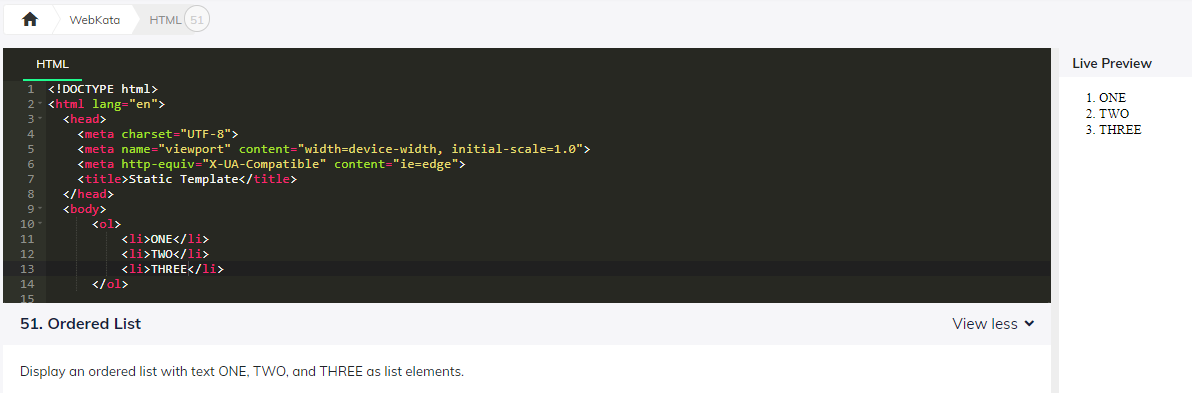 WebKata HTML 51
HTML
Live Preview
1 <!DOCTYPE html>
2 <html lang="en">
3 <head>
4 <meta charset="UTF-8">
5 <meta name="viewport" content="width=device-width, initial-scale=1.0">
6 <meta http-equiv="X-UA-Compatible" content="ie=edge">
7 <title>Static Template</title>
8 </head>
9 <body>
10 <ol>
11 <li>ONE</li>
12 <li>TWO</li>
13 <li>THREE</li>
14 </ol>
15
1. ONE
2. TWO
3. THREE
51. Ordered List
View less
Display an ordered list with text ONE, TWO, and THREE as list elements.